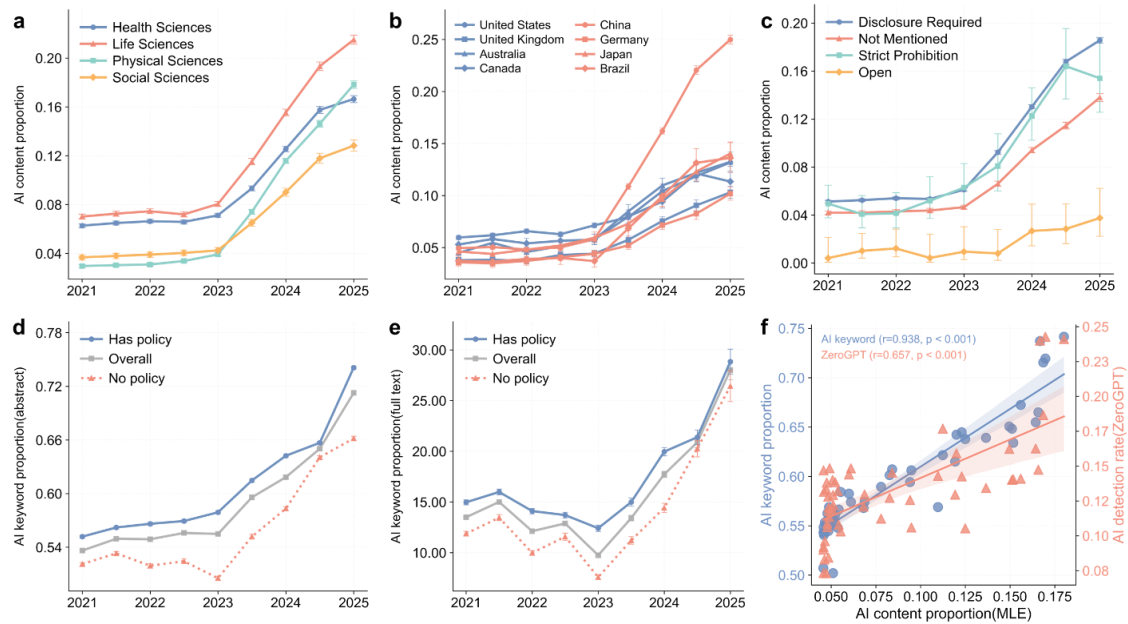 a
Health Sciences
Life Sciences
Physical Sciences
Social Sciences
AI content proportion
0.20
0.16
0.12
0.08
0.04
2021 2022 2023 2024 2025
b
United States China
United Kingdom Germany
Australia Japan
Canada Brazil
AI content proportion
0.25
0.20
0.15
0.10
0.05
2021 2022 2023 2024 2025
c
Disclosure Required
Not Mentioned
Strict Prohibition
Open
AI content proportion
0.20
0.16
0.12
0.08
0.04
0.00
2021 2022 2023 2024 2025
d
Has policy
Overall
No policy
AI keyword proportion(abstract)
0.78
0.72
0.66
0.60
0.54
2021 2022 2023 2024 2025
e
Has policy
Overall
No policy
AI keyword proportion(full text)
30.00
25.00
20.00
15.00
10.00
2021 2022 2023 2024 2025
f
AI keyword (r=0.938, p < 0.001)
ZeroGPT (r=0.657, p < 0.001)
AI keyword proportion
0.75
0.70
0.65
0.60
0.55
0.50
0.050 0.075 0.100 0.125 0.150 0.175
AI content proportion(MLE)
0.25
0.23
0.20
0.18
0.15
0.12
0.10
0.08
AI detection rate(ZeroGPT)